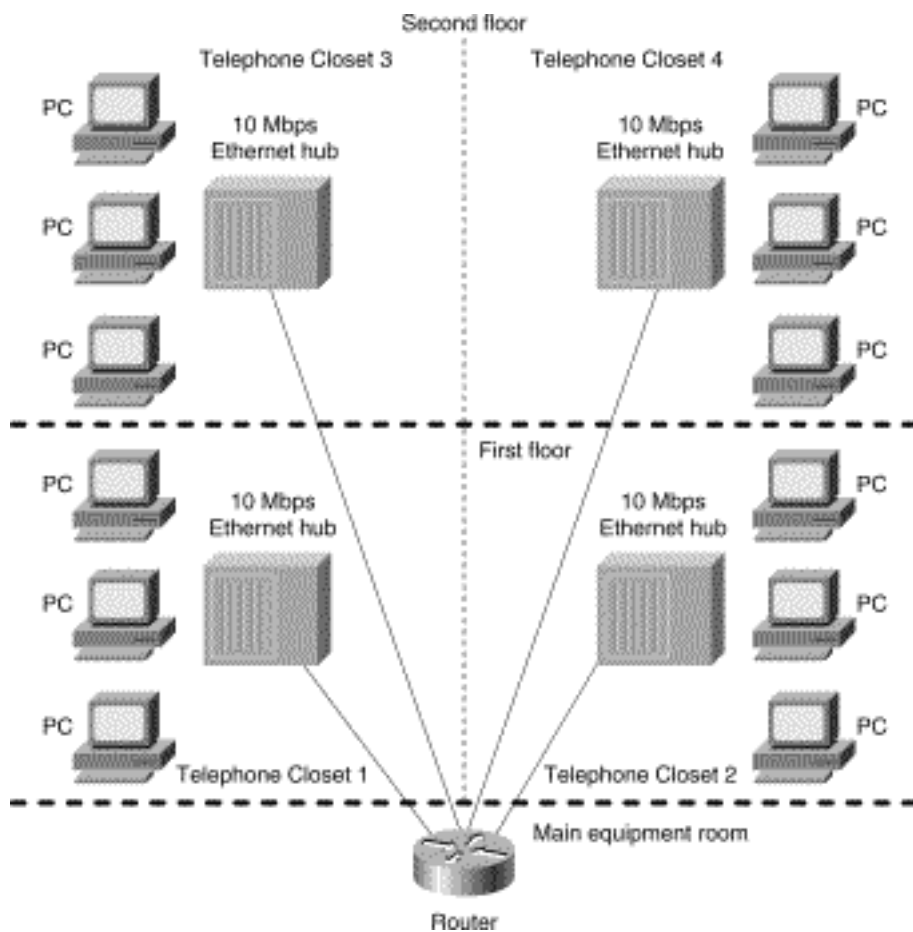 Second floor
Telephone Closet 3
Telephone Closet 4
PC
10 Mbps
Ethernet hub
10 Mbps
Ethernet hub
PC
PC
PC
PC
PC
First floor
PC
10 Mbps
Ethernet hub
10 Mbps
Ethernet hub
PC
PC
PC
PC
PC
Telephone Closet 1
Telephone Closet 2
Main equipment room
Router